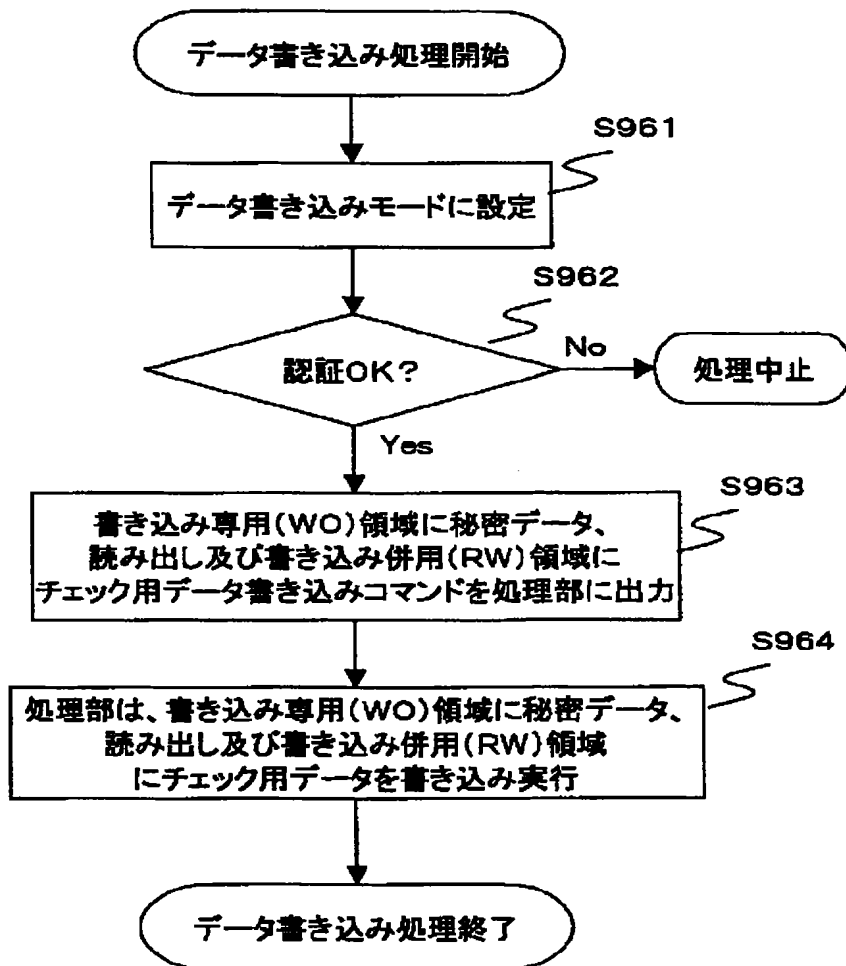 データ書き込み処理開始
S961
データ書き込みモードに設定
S962
認証OK?
No
処理中止
Yes
S963
書き込み専用(WO)領域に秘密データ、
読み出し及び書き込み併用(RW)領域に
チェック用データ書き込みコマンドを処理部に出力
S964
処理部は、書き込み専用(WO)領域に秘密データ、
読み出し及び書き込み併用(RW)領域
にチェック用データを書き込み実行
データ書き込み処理終了